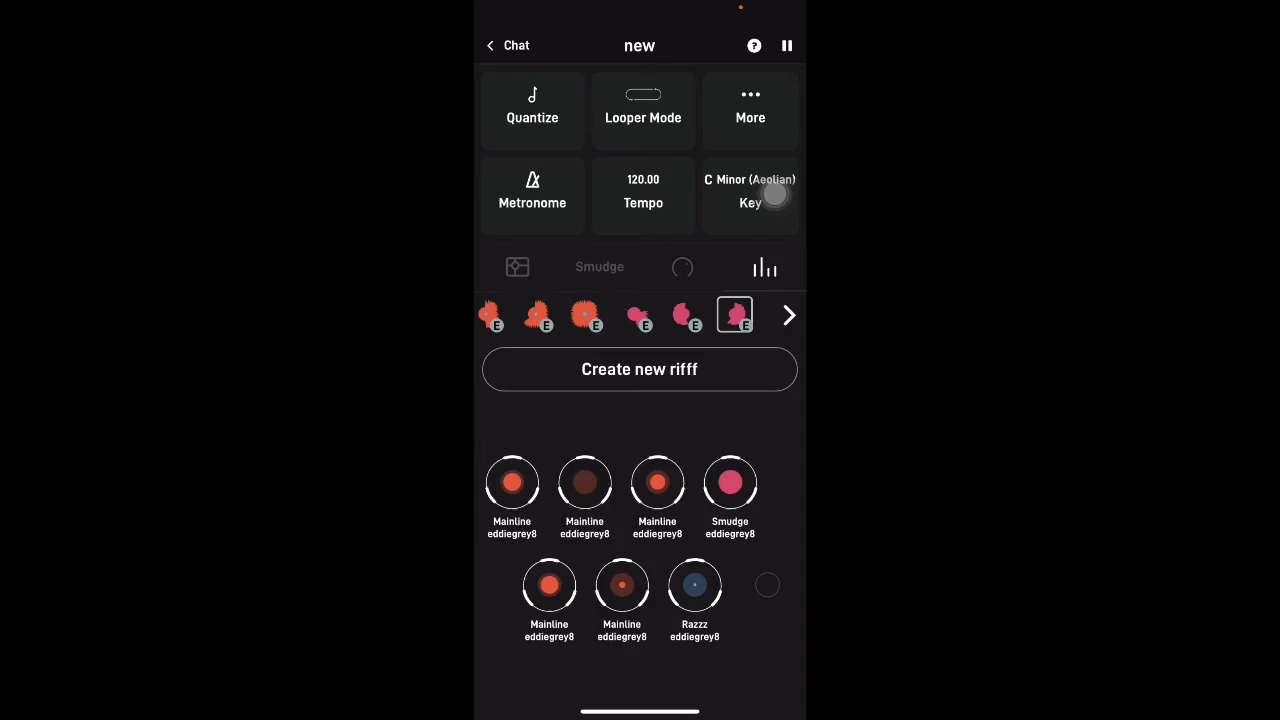 Chat
new
?
Quantize
Looper Mode
More
Metronome
120.00
Tempo
C Minor (Aeolian)
Key
Smudge
E E E E E E
Create new rifff
Mainline Mainline Mainline Smudge
eddiegrey8 eddiegrey8 eddiegrey8 eddiegrey8
Mainline Mainline Razzz
eddiegrey8 eddiegrey8 eddiegrey8